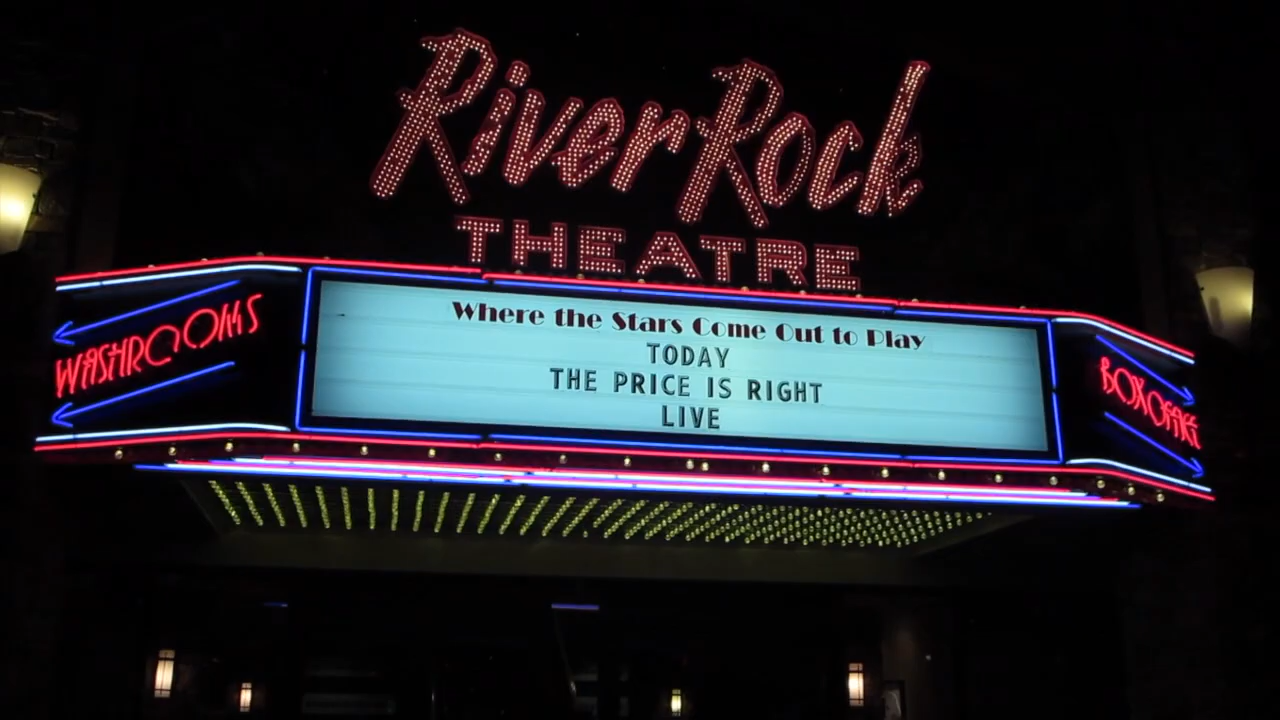 River Rock
THEATRE
WASHROOMS
Where the Stars Come Out to Play
TODAY
THE PRICE IS RIGHT
LIVE
BOX OFFICE